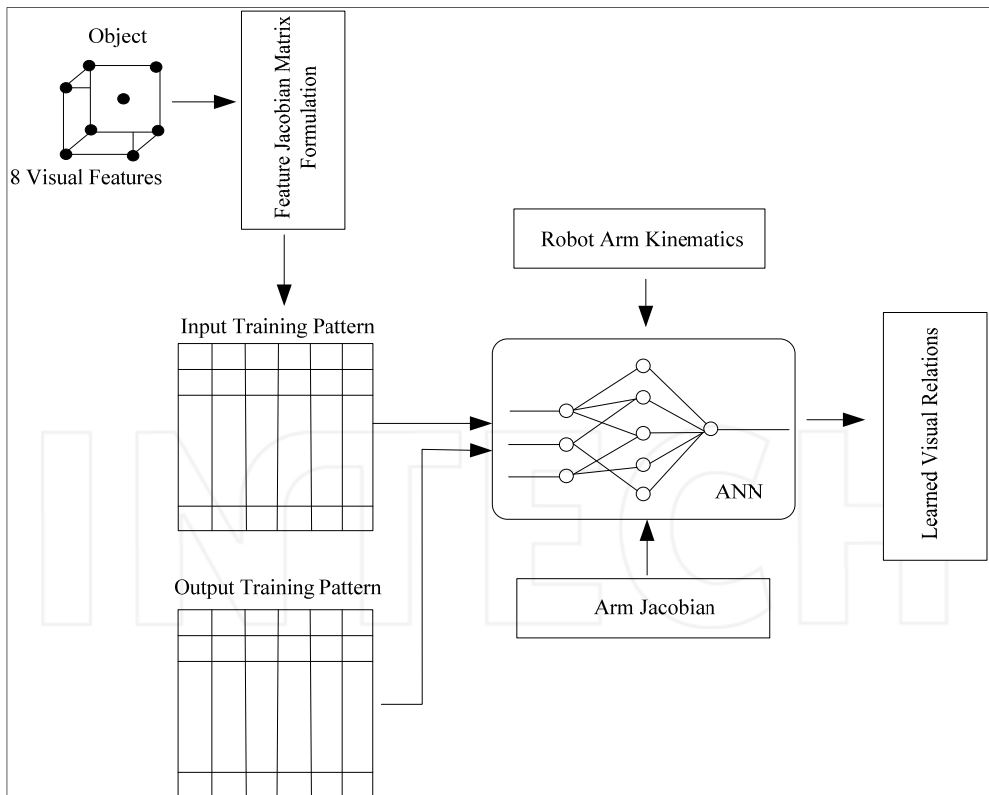 Object
8 Visual Features
Feature Jacobian Matrix
Formulation
Robot Arm Kinematics
Input Training Pattern
ANN
Learned Visual Relations
Output Training Pattern
Arm Jacobian
INTECH